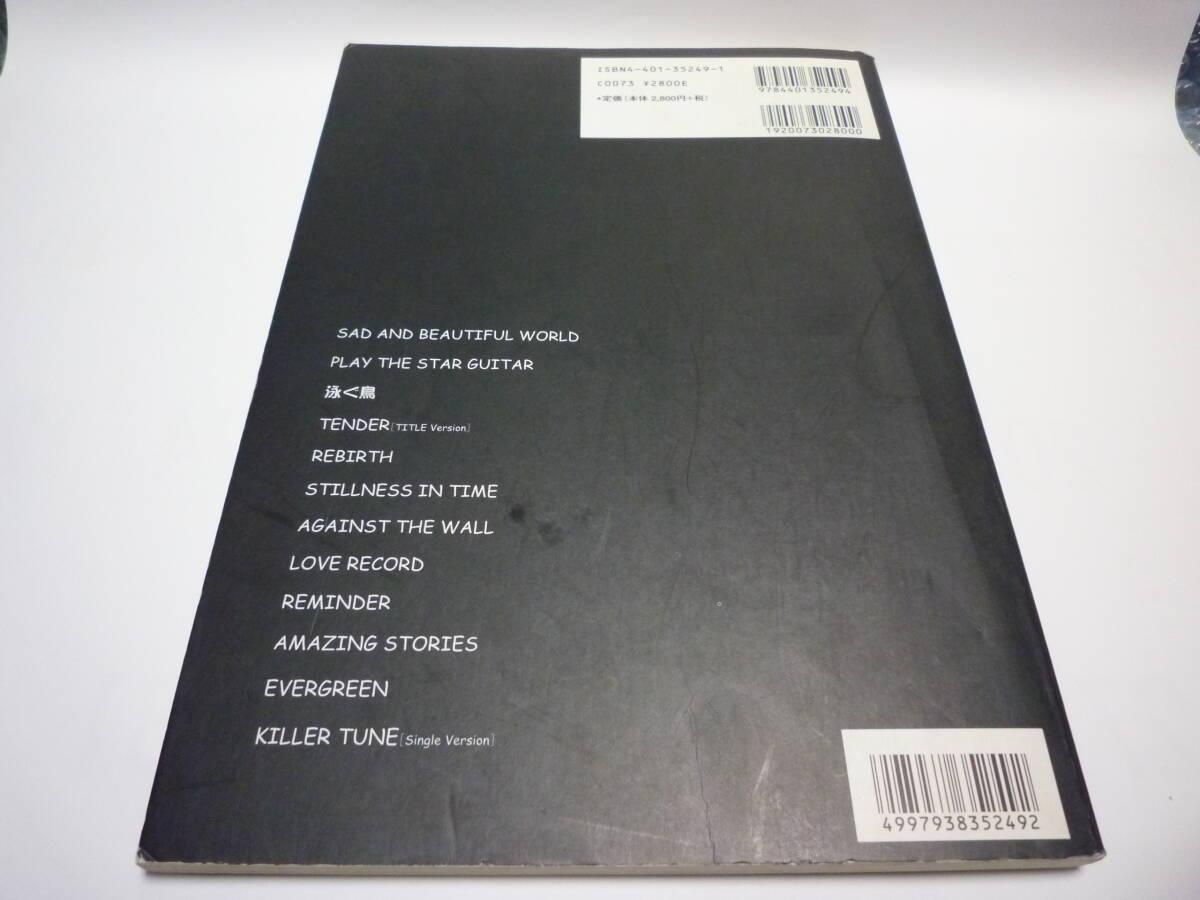 ISBN4-401-35249-1
C0073 ¥2800E
*定価[本体 2,800円+税]
9784401352494
1920073028000
SAD AND BEAUTIFUL WORLD
PLAY THE STAR GUITAR
泳ぐ鳥
TENDER[TITLE Version]
REBIRTH
STILLNESS IN TIME
AGAINST THE WALL
LOVE RECORD
REMINDER
AMAZING STORIES
EVERGREEN
KILLER TUNE[Single Version]
4997938352492